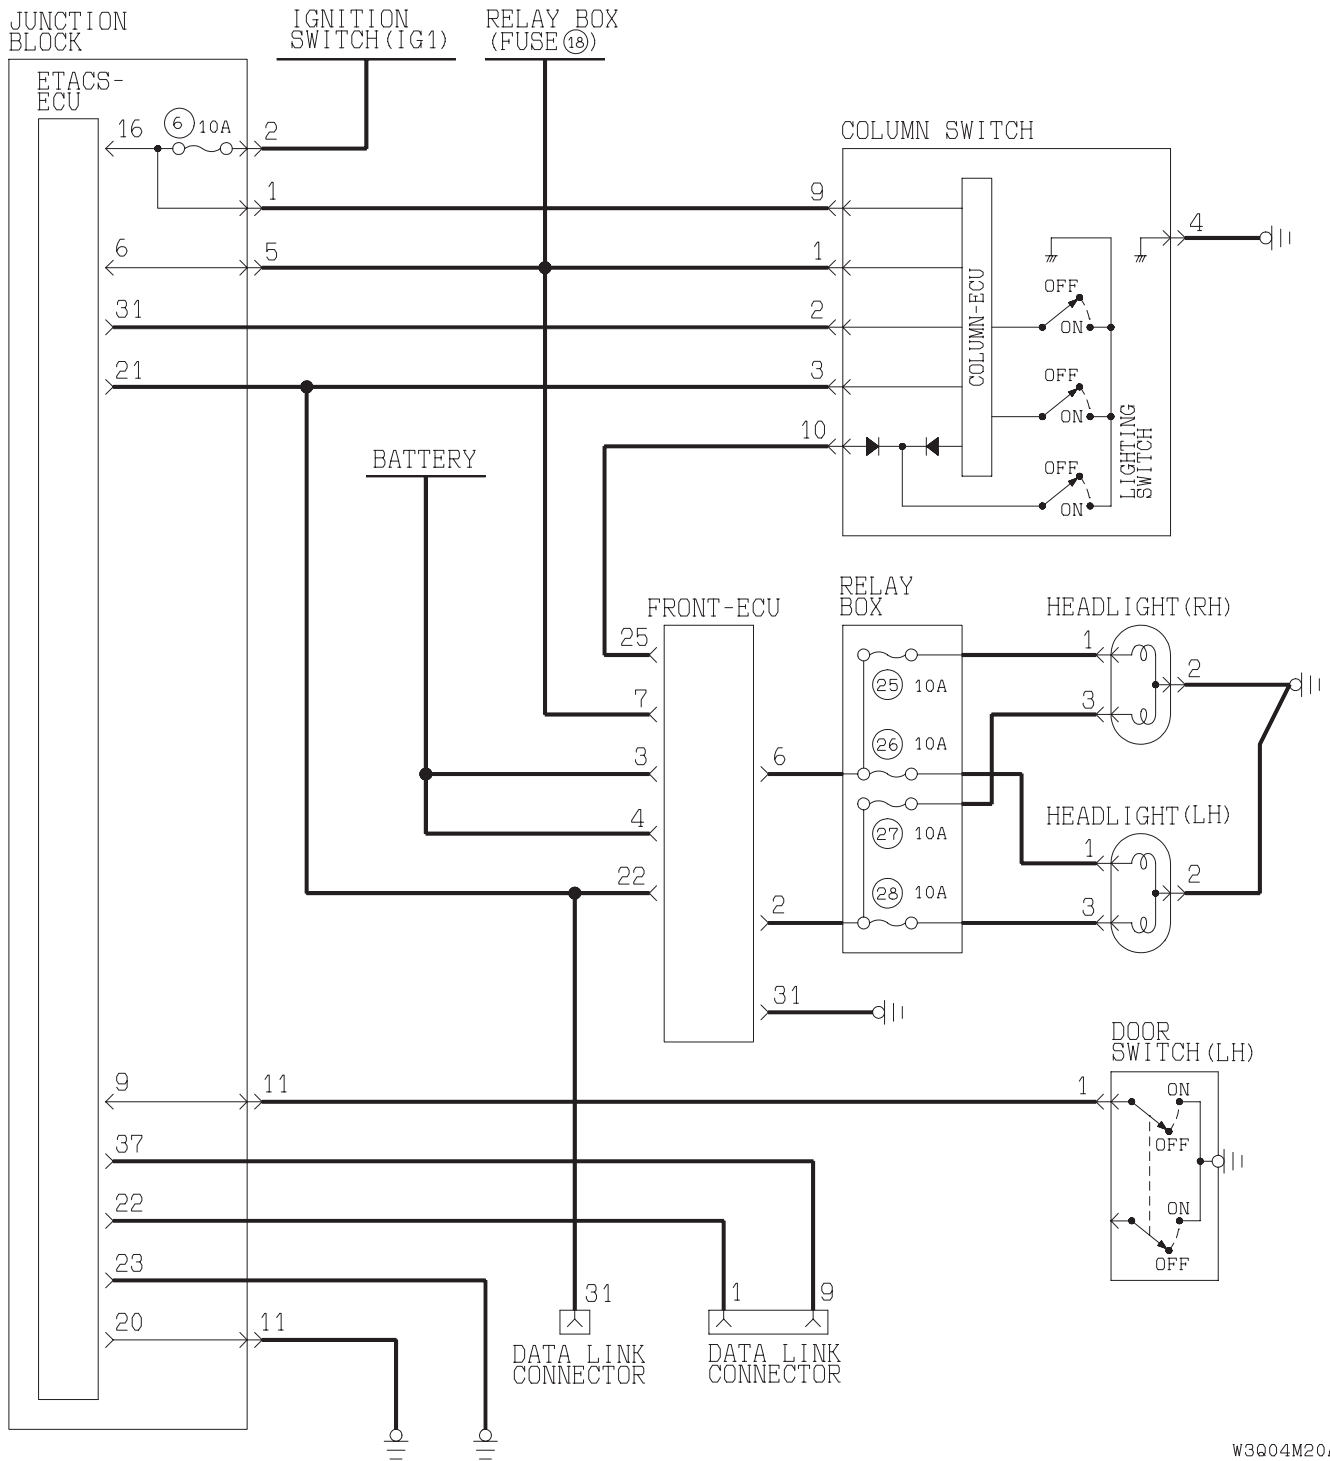 JUNCTION
BLOCK
IGNITION
SWITCH(IG1)
RELAY BOX
(FUSE⑱)
ETACS-
ECU
16
6
10A
2
COLUMN SWITCH
1
9
4
6
5
1
31
2
21
3
10
COLUMN-ECU
OFF
ON
OFF
ON
OFF
ON
LIGHTING
SWITCH
BATTERY
FRONT-ECU
25
7
3
4
22
6
2
31
RELAY
BOX
25 10A
26 10A
27 10A
28 10A
HEADLIGHT(RH)
1
2
3
HEADLIGHT(LH)
1
2
3
DOOR
SWITCH(LH)
9
11
1
ON
OFF
ON
OFF
37
22
23
20
11
31
DATA LINK
CONNECTOR
1
9
DATA LINK
CONNECTOR
W3Q04M20